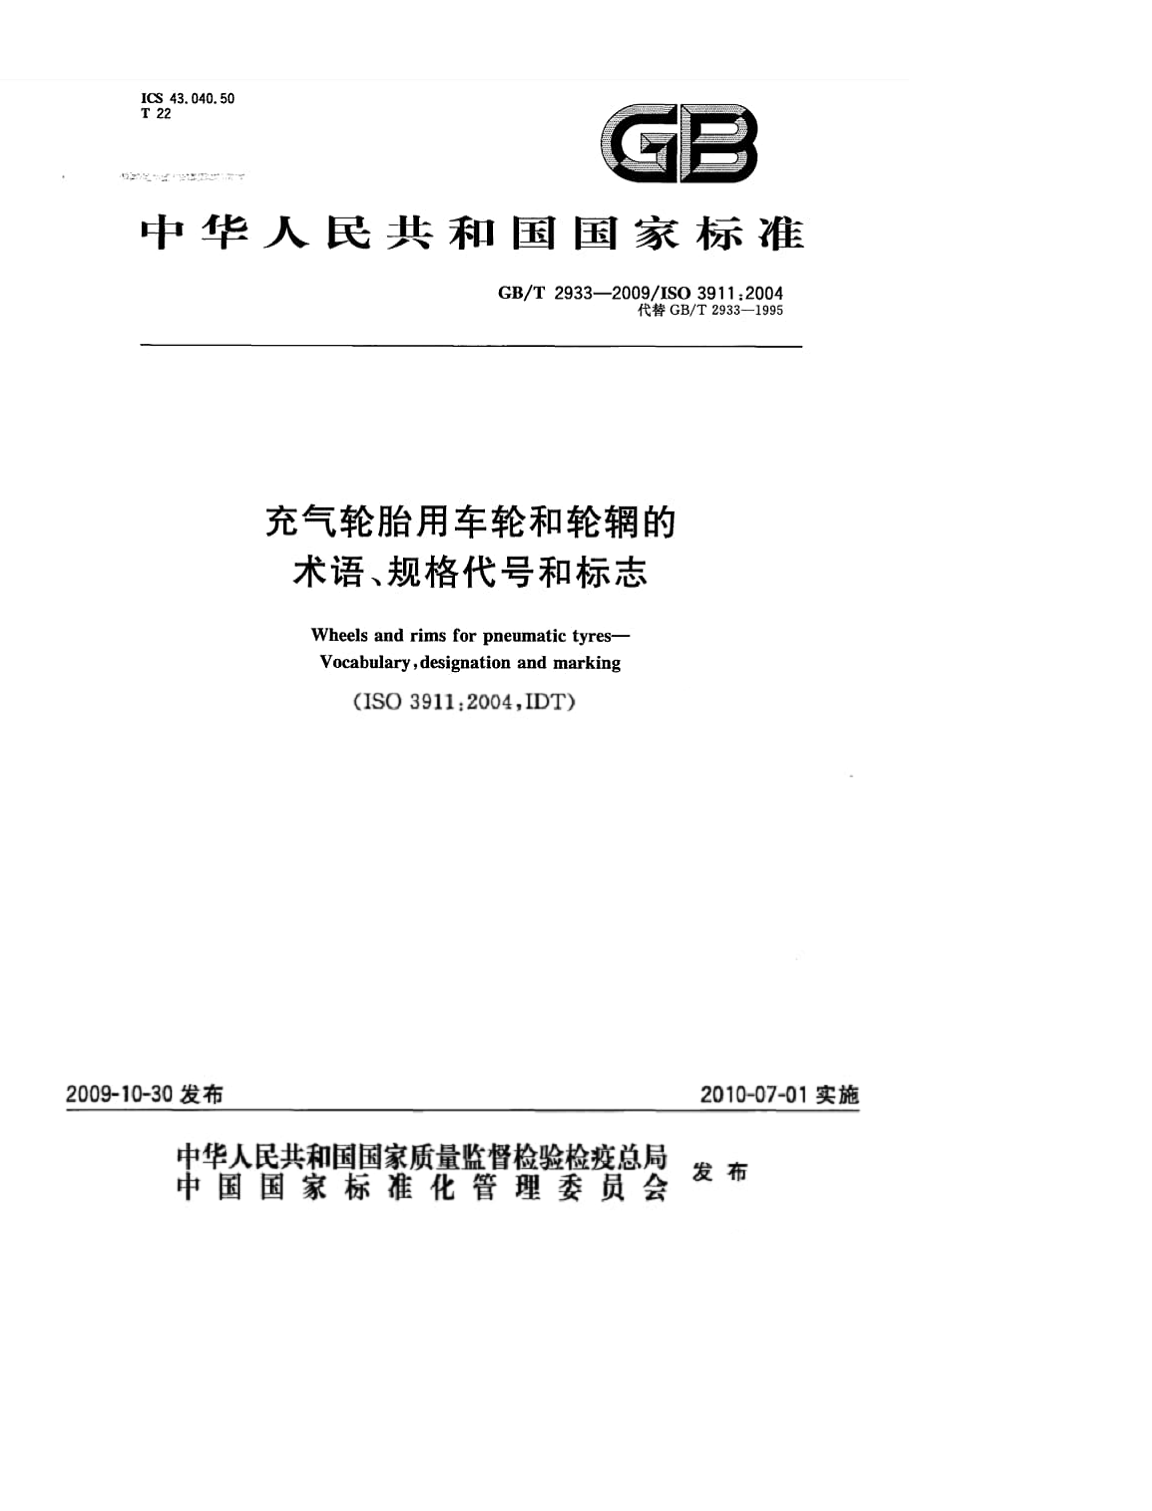 ICS 43.040.50
T 22
GB
中华人民共和国国家标准
GB/T 2933—2009/ISO 3911:2004
代替 GB/T 2933—1995
充气轮胎用车轮和轮辋的
术语、规格代号和标志
Wheels and rims for pneumatic tyres—
Vocabulary,designation and marking
(ISO 3911:2004,IDT)
2009-10-30 发布
2010-07-01 实施
中华人民共和国国家质量监督检验检疫总局
中国国家标准化管理委员会
发布